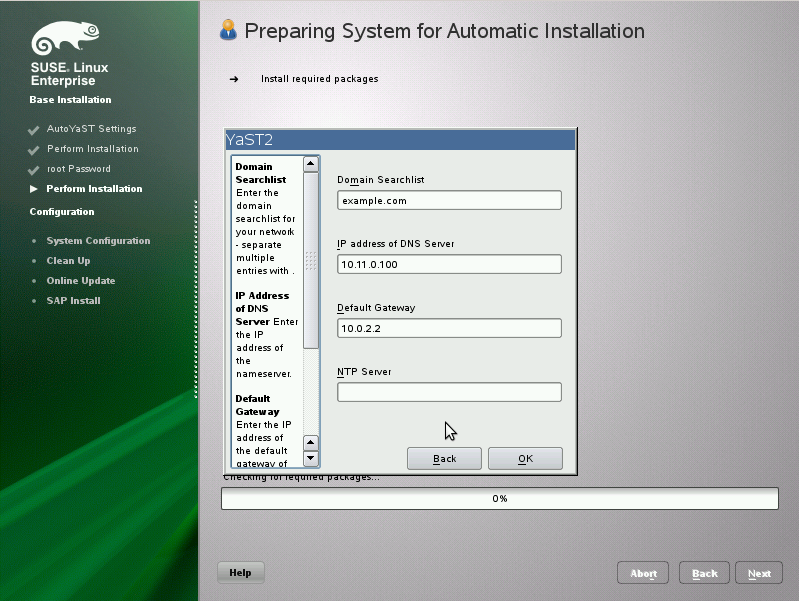 SUSE® Linux
Enterprise
Base Installation
AutoYaST Settings
Perform Installation
root Password
Perform Installation
Configuration
System Configuration
Clean Up
Online Update
SAP Install
Preparing System for Automatic Installation
Install required packages
YaST2
Domain
Searchlist
Enter the
domain
searchlist for
your network
- separate
multiple
entries with .
IP Address
of DNS
Server Enter
the IP
address of
the
nameserver.
Default
Gateway
Enter the IP
address of
the default
gateway of
Domain Searchlist
example.com
IP address of DNS Server
10.11.0.100
Default Gateway
10.0.2.2
NTP Server
Back
OK
Checking for required packages...
0%
Help
Abort
Back
Next